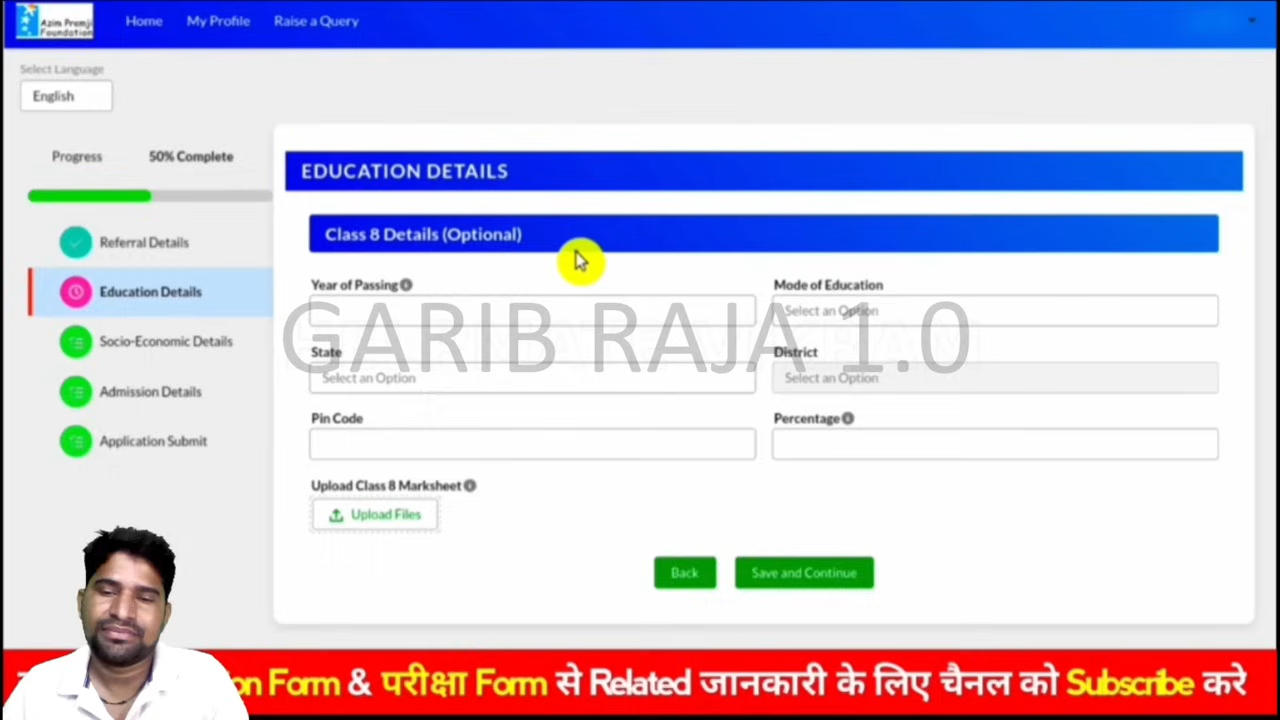 Azim Premji
Foundation
Home
My Profile
Raise a Query
Select Language
English
Progress
50% Complete
Referral Details
Education Details
Socio-Economic Details
Admission Details
Application Submit
EDUCATION DETAILS
Class 8 Details (Optional)
Year of Passing
Mode of Education
Select an Option
GARIB RAJA 1.0
State
District
Select an Option
Select an Option
Pin Code
Percentage
Upload Class 8 Marksheet
Upload Files
Back
Save and Continue
Form & परीक्षा Form से Related जानकारी के लिए चैनल को Subscribe करे